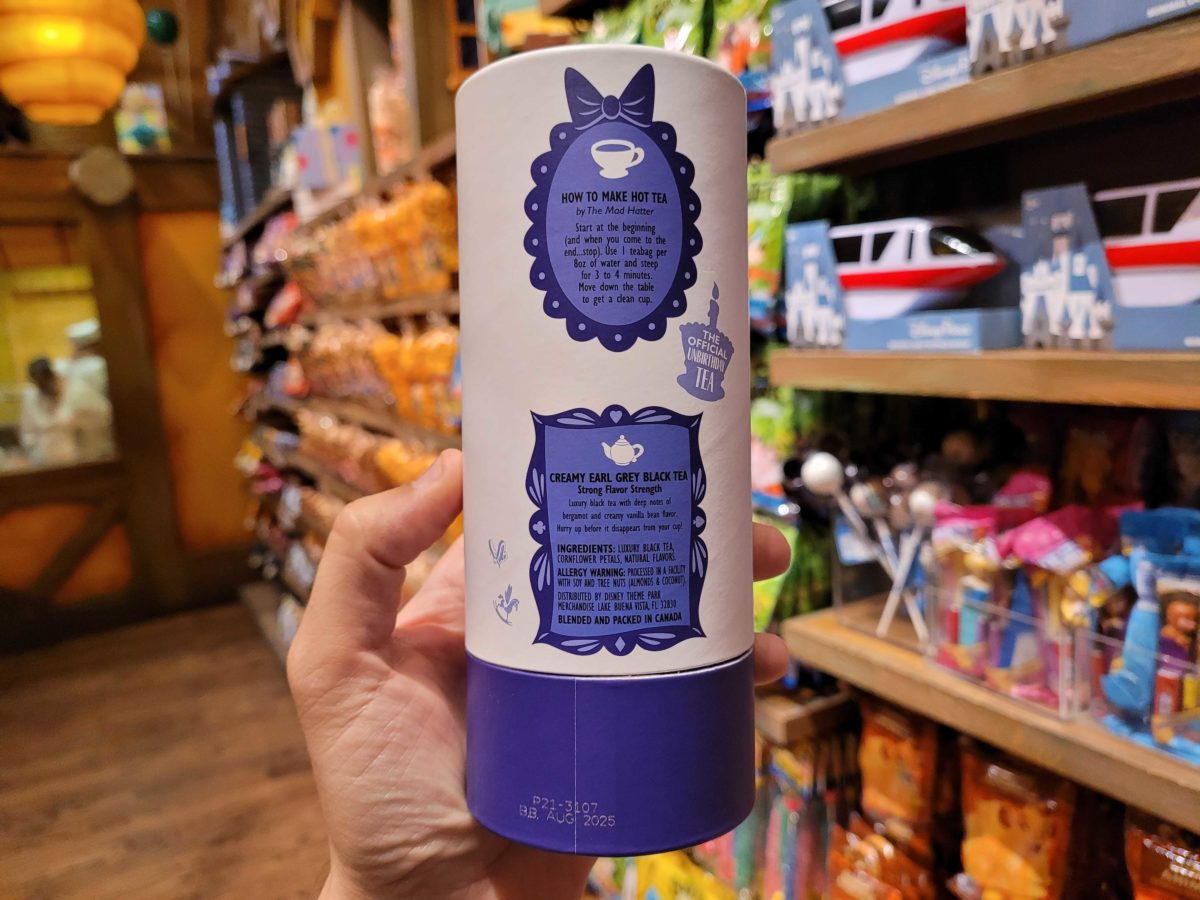 HOW TO MAKE HOT TEA
by The Mad Hatter
Start at the beginning
(and when you come to the
end...stop). Use 1 teabag per
8oz of water and steep
for 3 to 4 minutes.
Move down the table
to get a clean cup.
THE
OFFICIAL
UNBIRTHDAY
TEA
CREAMY EARL GREY BLACK TEA
Strong Flavor Strength
Luxury black tea with deep notes of
bergamot and creamy vanilla bean flavor.
Hurry up before it disappears from your cup!
INGREDIENTS: LUXURY BLACK TEA,
CORNFLOWER PETALS, NATURAL FLAVORS.
ALLERGY WARNING: PROCESSED IN A FACILITY
WITH SOY AND TREE NUTS (ALMONDS & COCONUT).
DISTRIBUTED BY DISNEY THEME PARK
MERCHANDISE LAKE BUENA VISTA, FL 32830
BLENDED AND PACKED IN CANADA
P21-3107
B.B. AUG 2025